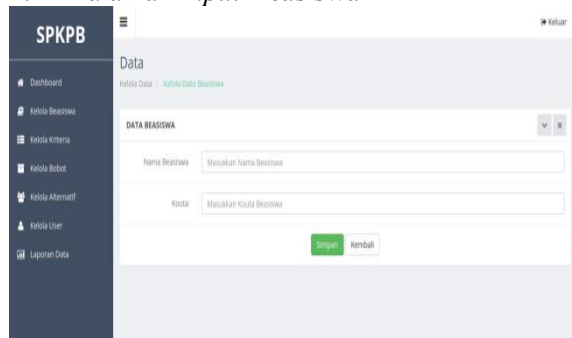 SPKPB
Keluar
Dashboard
Kelola Beasiswa
Kelola Kriteria
Kelola Bobot
Kelola Alternatif
Kelola User
Laporan Data
Data
Kelola Data / Kelola Data Beasiswa
DATA BEASISWA
Nama Beasiswa
Masukkan Nama Beasiswa
Kouta
Masukkan Kouta Beasiswa
Simpan Kembali